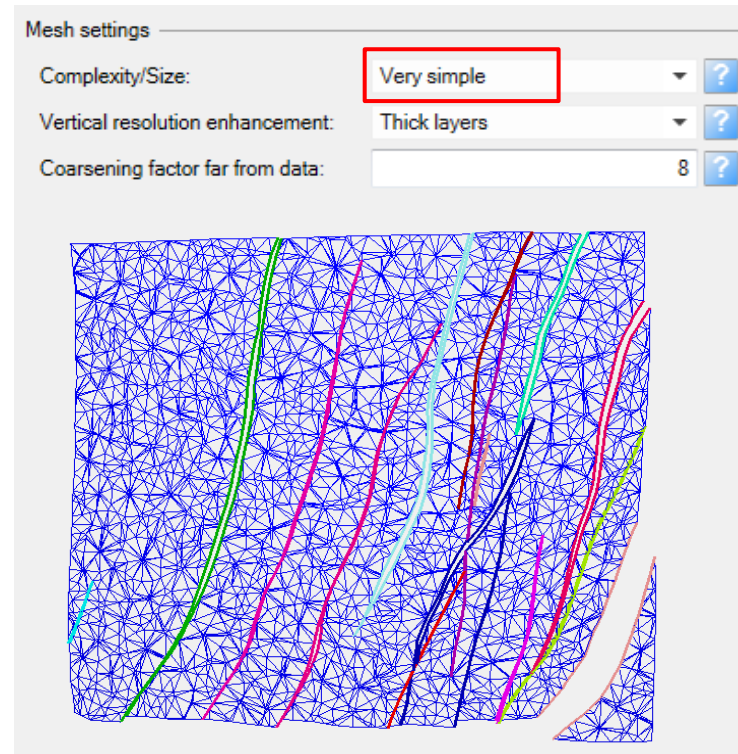 Mesh settings
Complexity/Size: Very simple ?
Vertical resolution enhancement: Thick layers ?
Coarsening factor far from data: 8 ?